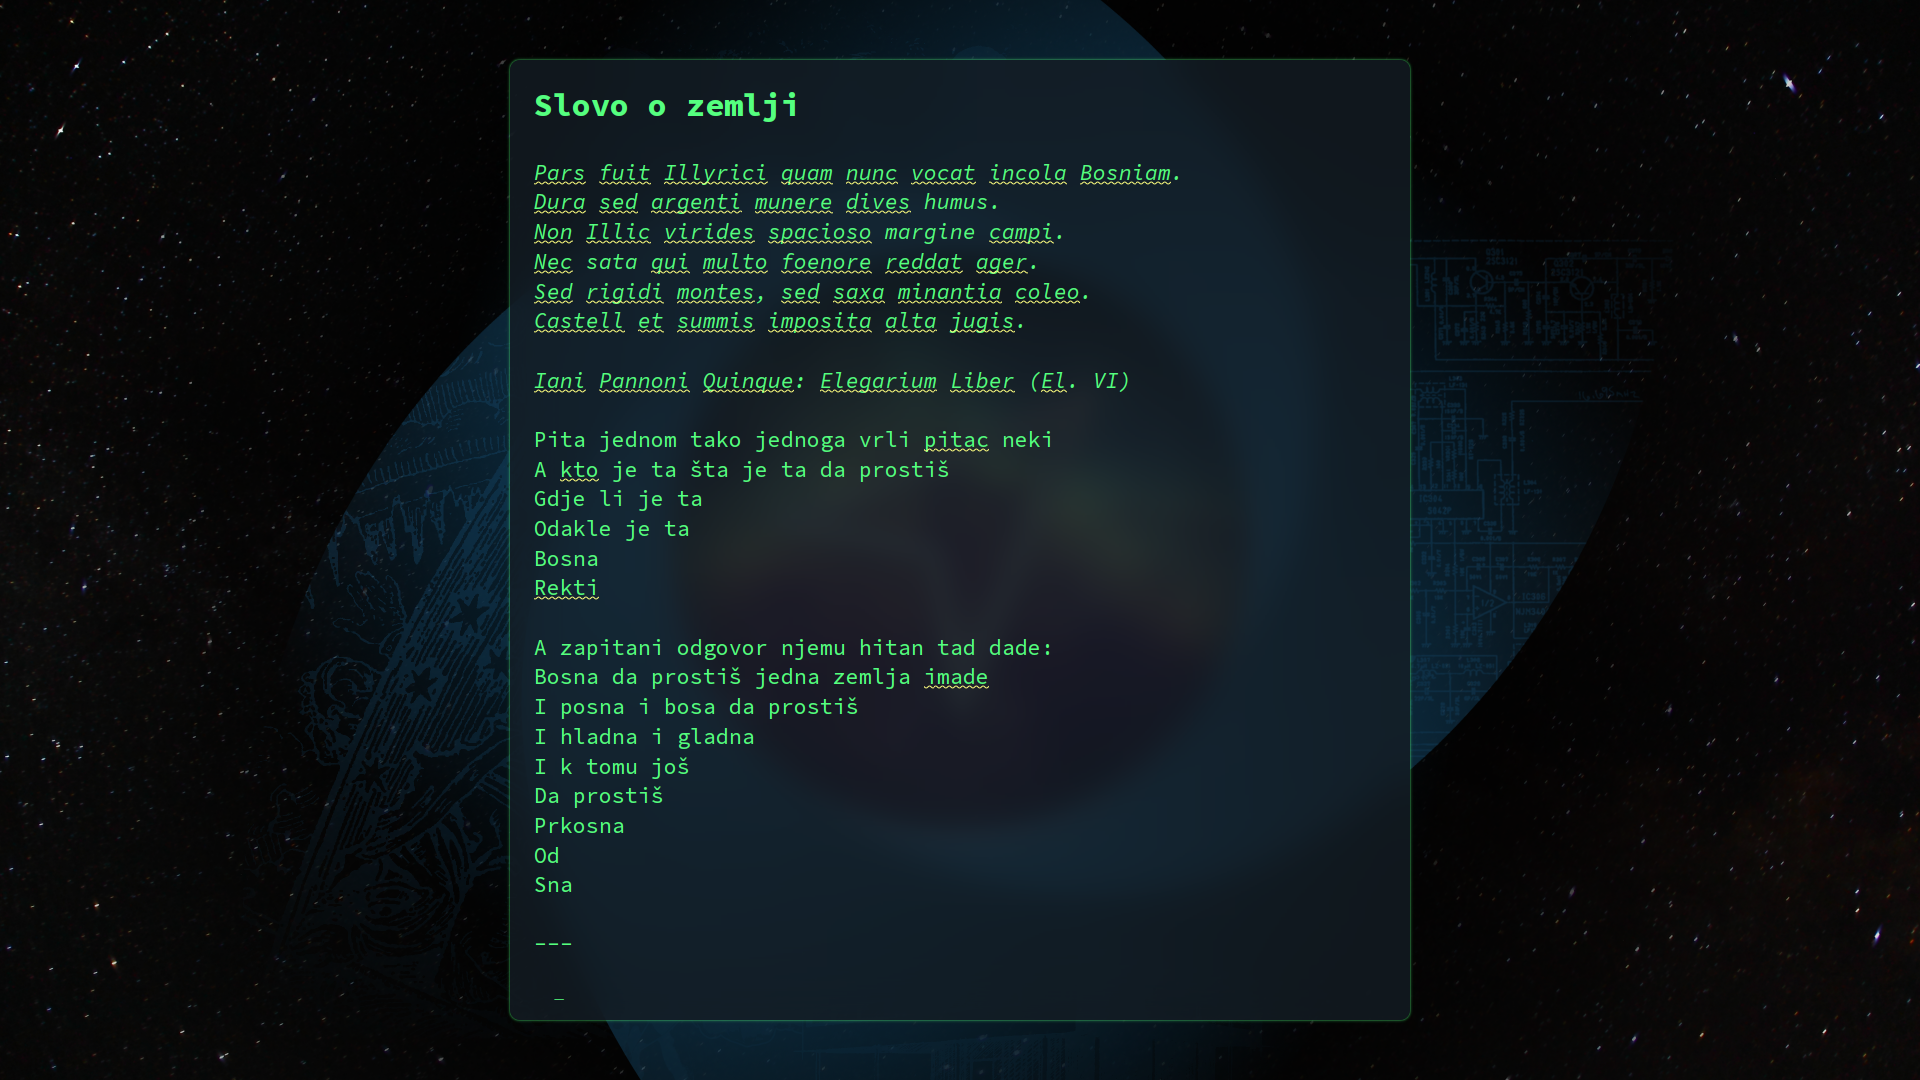 Slovo o zemlji
Pars fuit Illyrici quam nunc vocat incola Bosniam.
Dura sed argenti munere dives humus.
Non Illic virides spacioso margine campi.
Nec sata qui multo foenore reddat ager.
Sed rigidi montes, sed saxa minantia coleo.
Castell et summis imposita alta jugis.
Iani Pannoni Quinque: Elegarium Liber (El. VI)
Pita jednom tako jednoga vrli pitac neki
A kto je ta šta je ta da prostiš
Gdje li je ta
Odakle je ta
Bosna
Rekti
A zapitani odgovor njemu hitan tad dade:
Bosna da prostiš jedna zemlja imade
I posna i bosa da prostiš
I hladna i gladna
I k tomu još
Da prostiš
Prkosna
Od
Sna
---
_